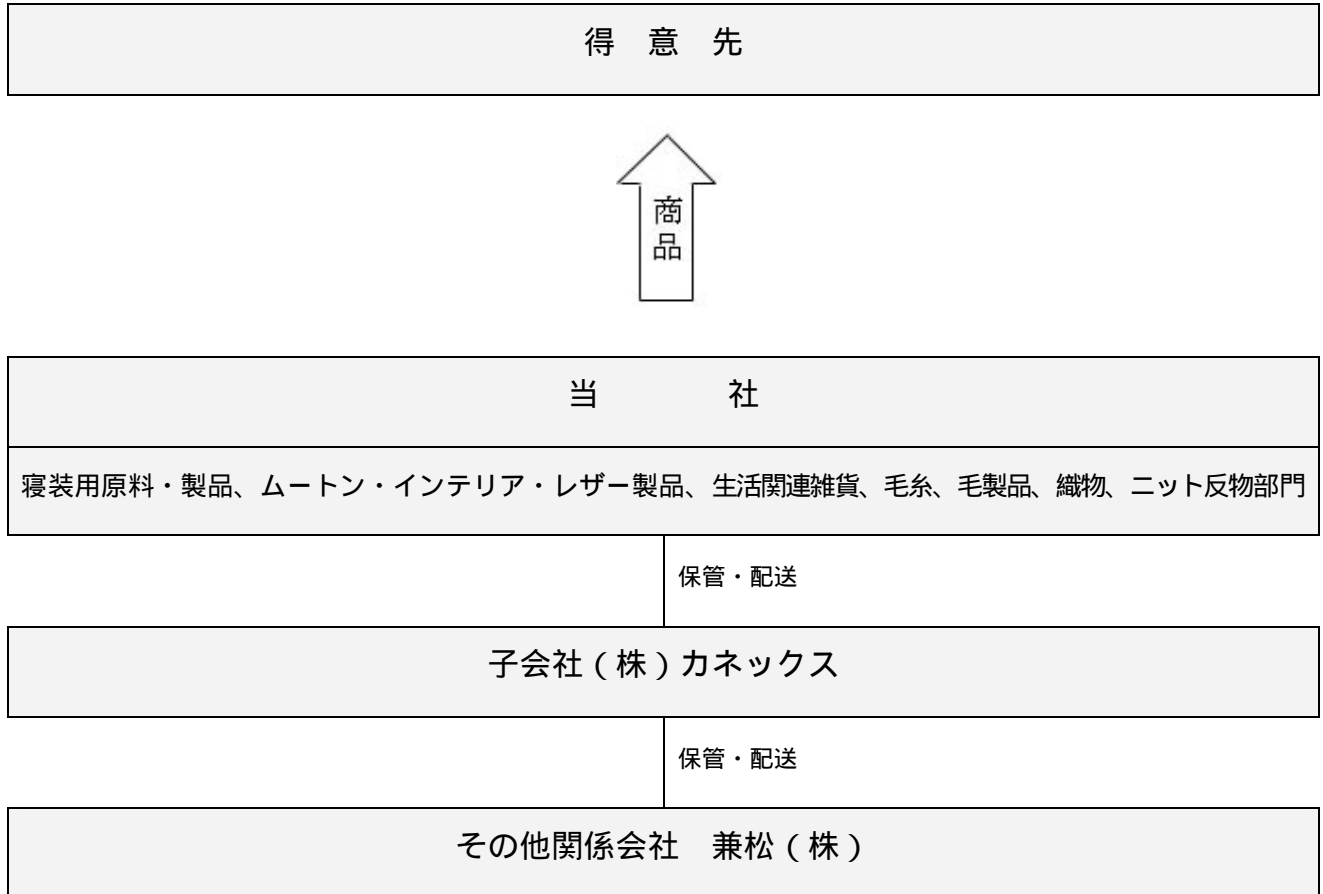 得　意　先
商
品
当　　　　社
寝装用原料・製品、ムートン・インテリア・レザー製品、生活関連雑貨、毛糸、毛製品、織物、ニット反物部門
保管・配送
子会社（株）カネックス
保管・配送
その他関係会社　兼松（株）